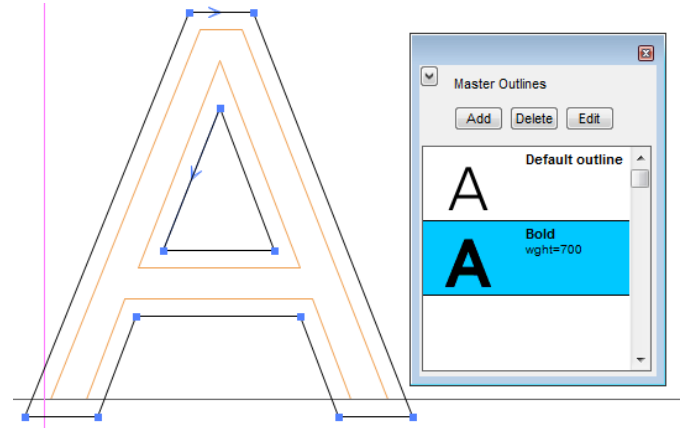 Master Outlines
Add Delete Edit
A Default outline
A Bold
wght=700